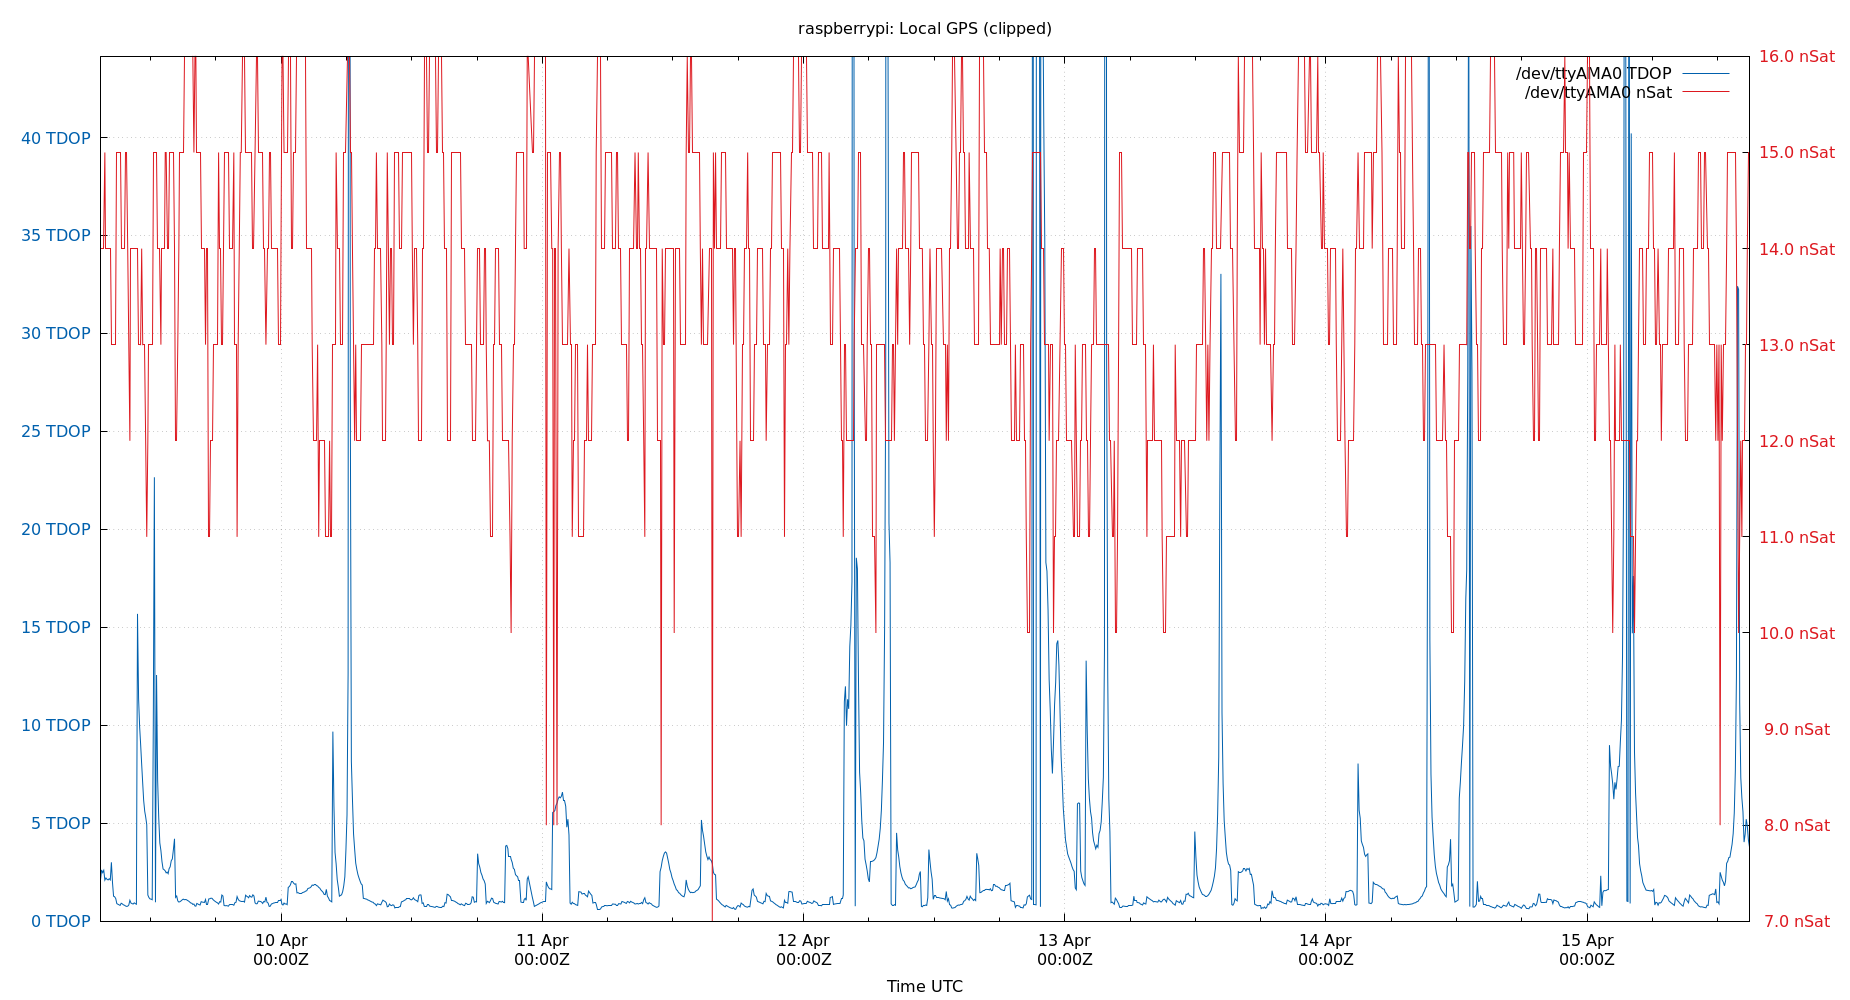 raspberrypi: Local GPS (clipped)
/dev/ttyAMA0 TDOP
/dev/ttyAMA0 nSat
40 TDOP
35 TDOP
30 TDOP
25 TDOP
20 TDOP
15 TDOP
10 TDOP
5 TDOP
0 TDOP
16.0 nSat
15.0 nSat
14.0 nSat
13.0 nSat
12.0 nSat
11.0 nSat
10.0 nSat
9.0 nSat
8.0 nSat
7.0 nSat
10 Apr 11 Apr 12 Apr 13 Apr 14 Apr 15 Apr
00:00Z 00:00Z 00:00Z 00:00Z 00:00Z 00:00Z
Time UTC